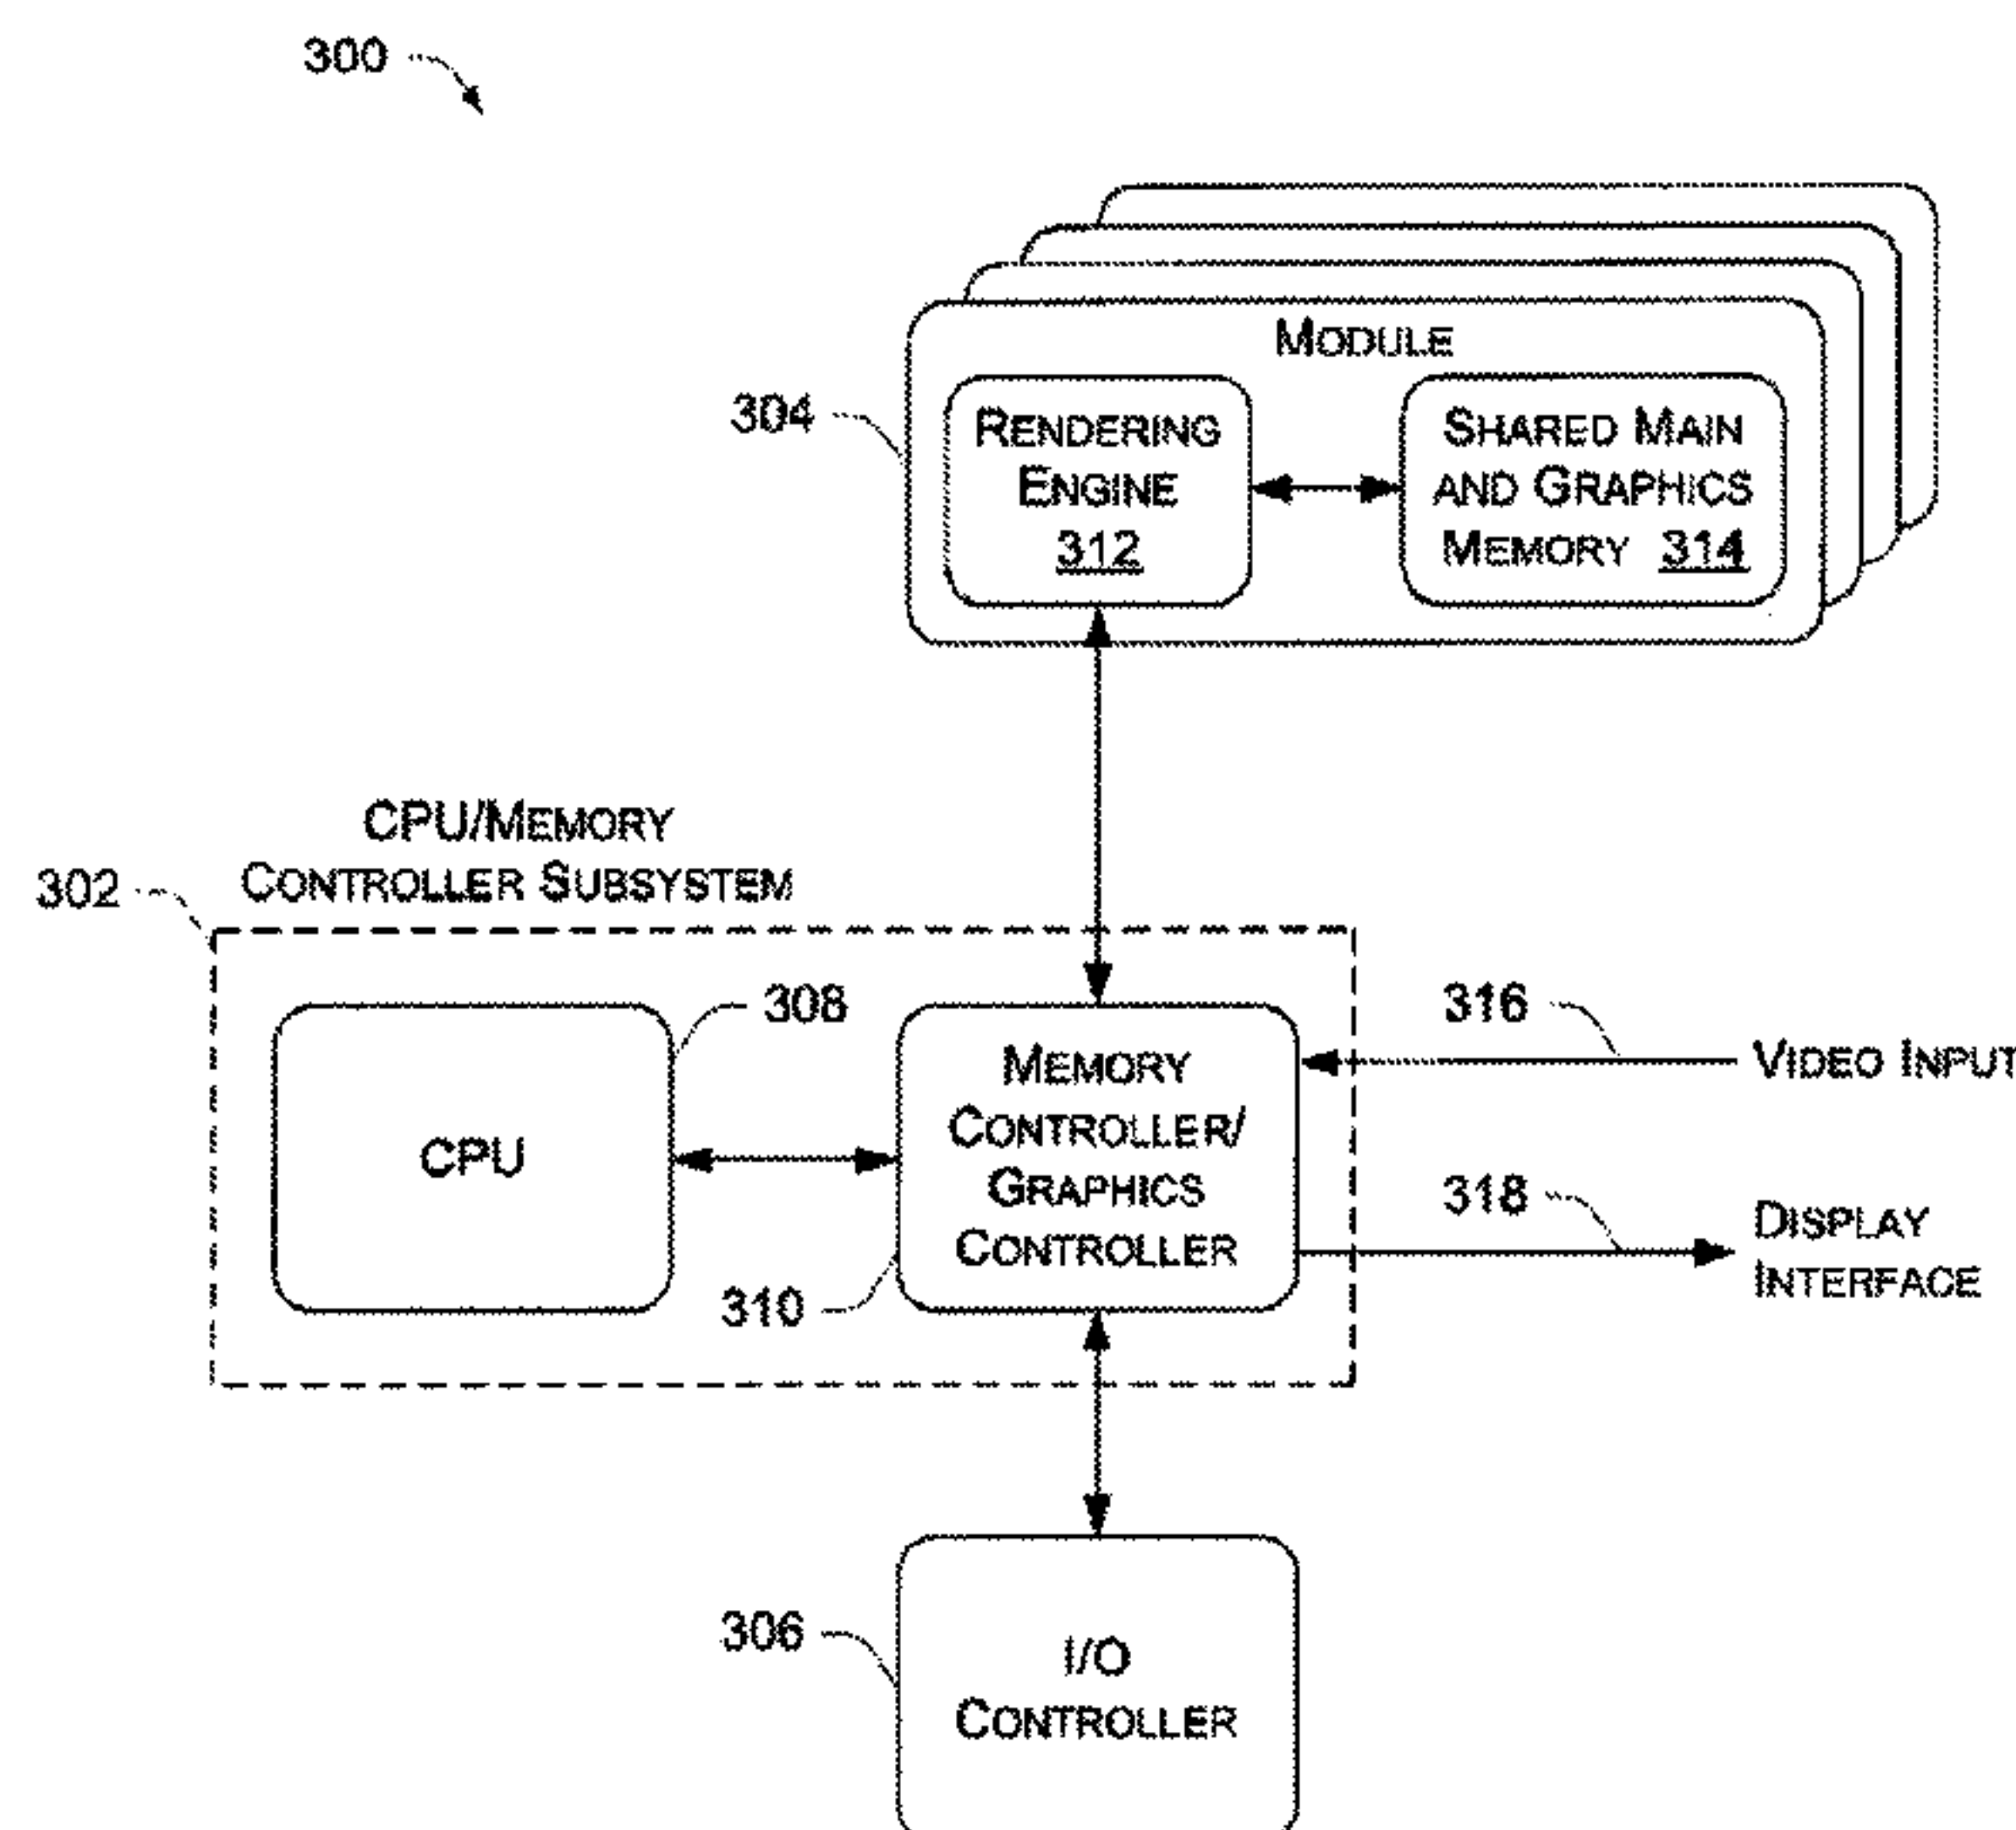 300
MODULE
304
RENDERING
ENGINE
312
SHARED MAIN
AND GRAPHICS
MEMORY 314
CPU/MEMORY
CONTROLLER SUBSYSTEM
302
308
CPU
MEMORY
CONTROLLER/
GRAPHICS
CONTROLLER
310
316
VIDEO INPUT
318
DISPLAY
INTERFACE
306
I/O
CONTROLLER